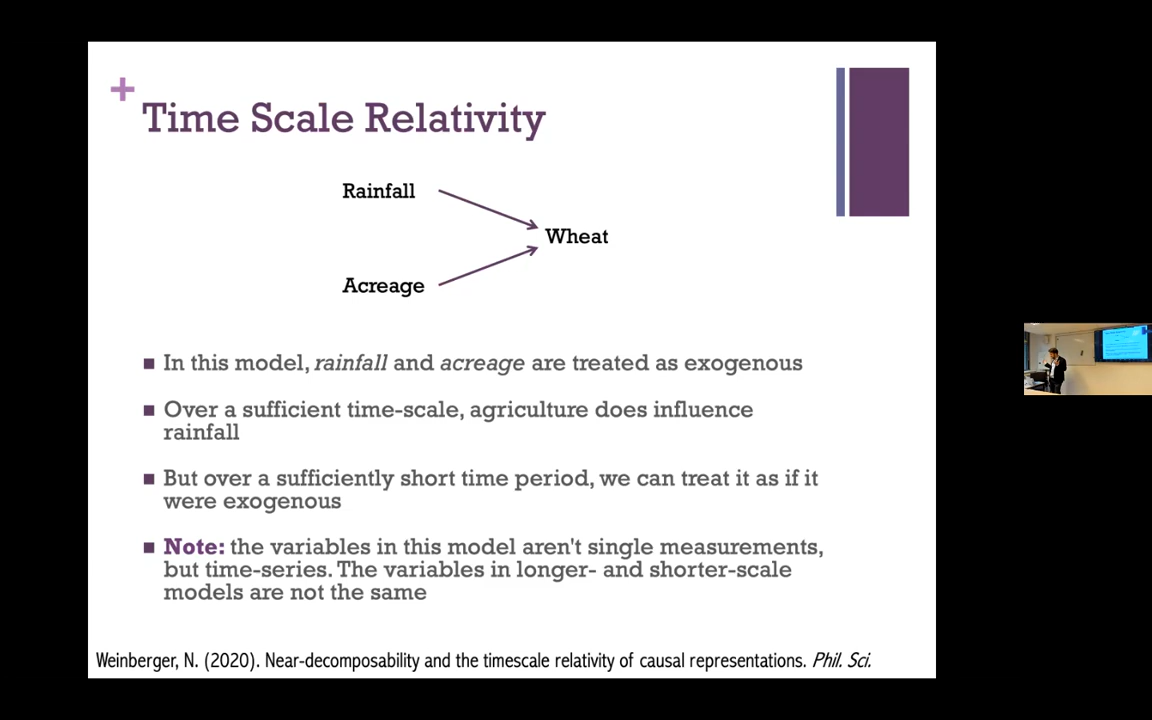 +
Time Scale Relativity
Rainfall
Wheat
Acreage
In this model, rainfall and acreage are treated as exogenous
Over a sufficient time-scale, agriculture does influence
rainfall
But over a sufficiently short time period, we can treat it as if it
were exogenous
Note: the variables in this model aren't single measurements,
but time-series. The variables in longer- and shorter-scale
models are not the same
Weinberger, N. (2020). Near-decomposability and the timescale relativity of causal representations. Phil. Sci.